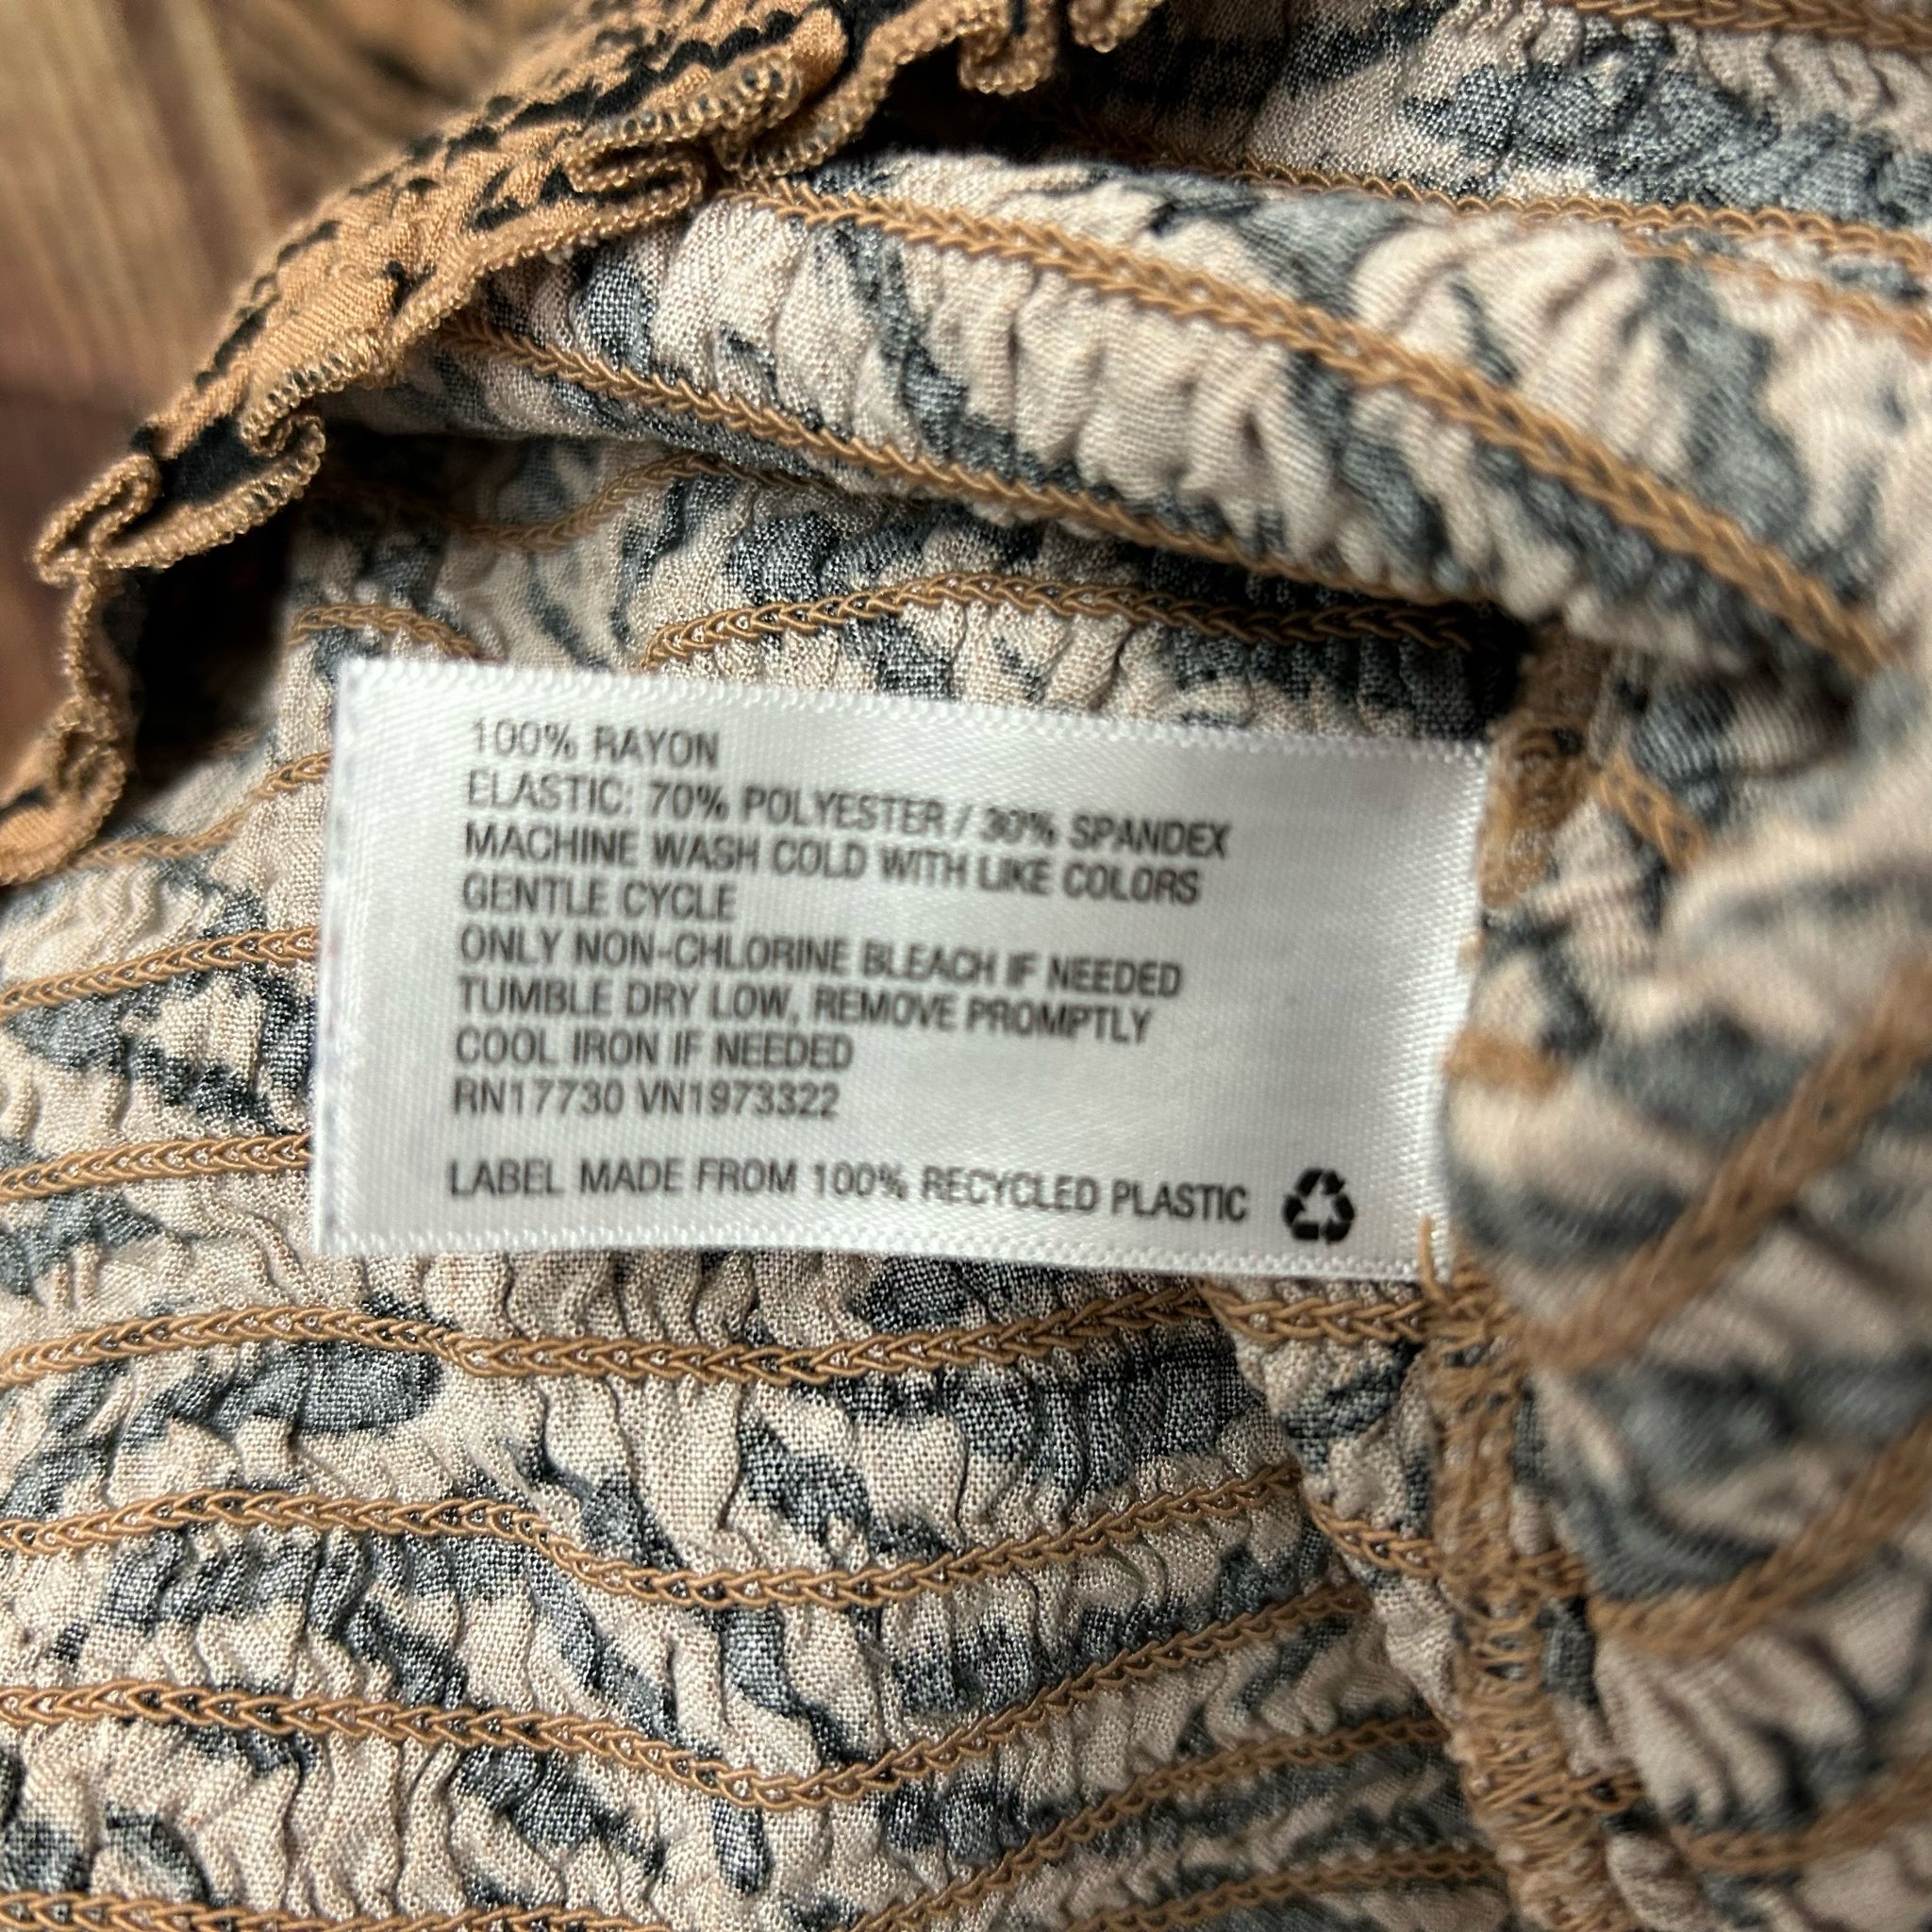 100% RAYON
ELASTIC: 70% POLYESTER / 30% SPANDEX
MACHINE WASH COLD WITH LIKE COLORS
GENTLE CYCLE
ONLY NON-CHLORINE BLEACH IF NEEDED
TUMBLE DRY LOW, REMOVE PROMPTLY
COOL IRON IF NEEDED
RN17730 VN1973322
LABEL MADE FROM 100% RECYCLED PLASTIC